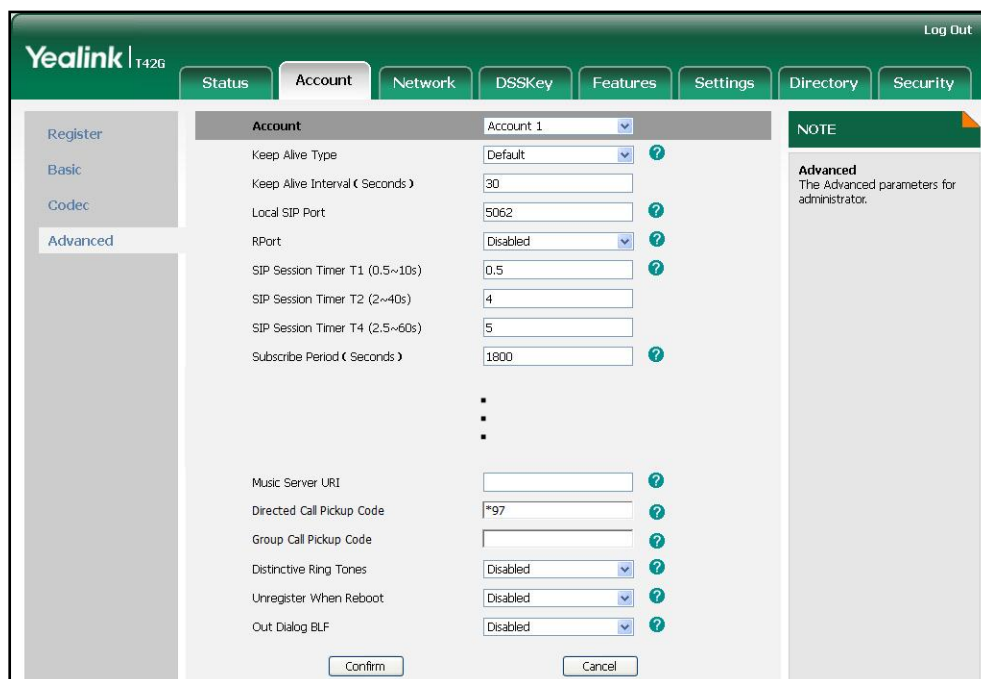 Log Out
Yealink T42G
Status Account Network DSSKey Features Settings Directory Security
Register
Basic
Codec
Advanced
Account Account 1
Keep Alive Type Default ?
Keep Alive Interval ( Seconds ) 30
Local SIP Port 5062 ?
RPort Disabled ?
SIP Session Timer T1 (0.5~10s) 0.5 ?
SIP Session Timer T2 (2~40s) 4
SIP Session Timer T4 (2.5~60s) 5
Subscribe Period ( Seconds ) 1800 ?
Music Server URI ?
Directed Call Pickup Code *97 ?
Group Call Pickup Code ?
Distinctive Ring Tones Disabled ?
Unregister When Reboot Disabled ?
Out Dialog BLF Disabled ?
Confirm Cancel
NOTE
Advanced
The Advanced parameters for
administrator.